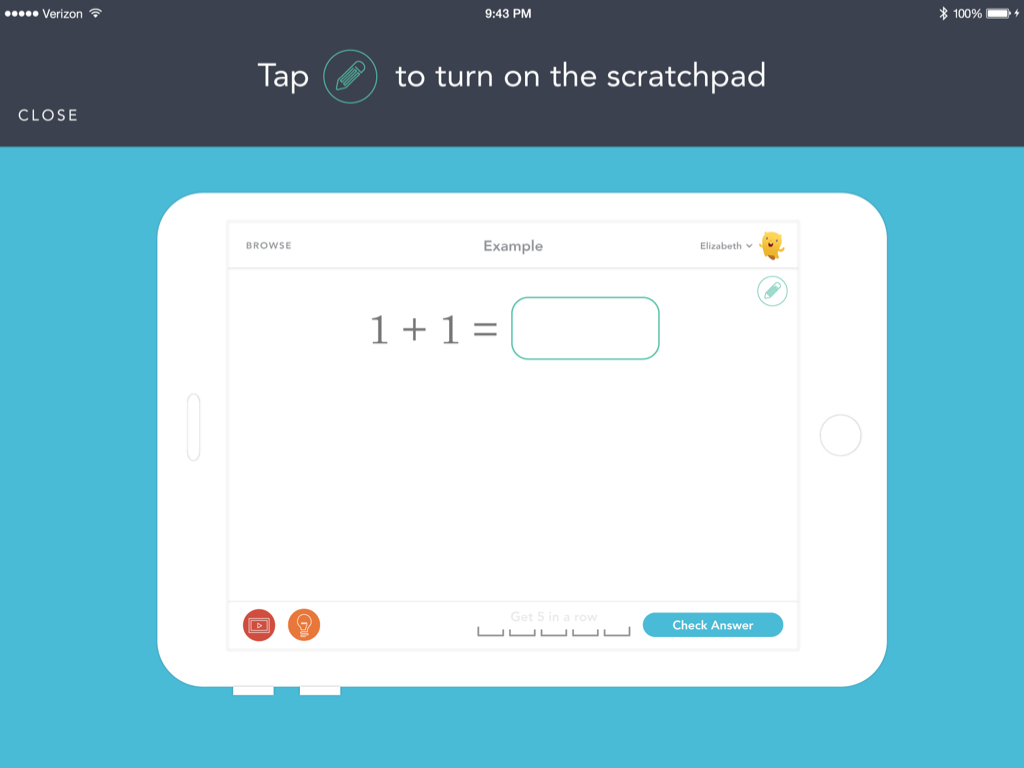 Verizon 9:43 PM 100%
Tap to turn on the scratchpad
CLOSE
BROWSE Example Elizabeth
1 + 1 =
Get 5 in a row
Check Answer